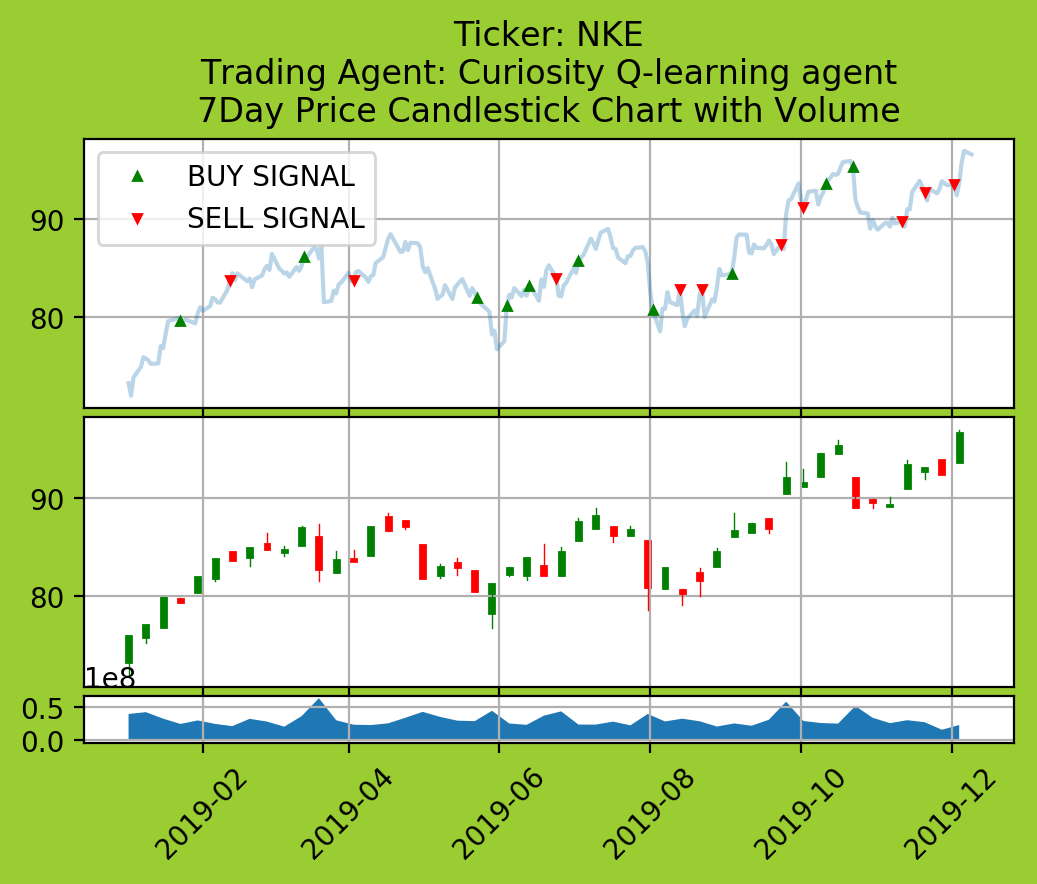 Ticker: NKE
Trading Agent: Curiosity Q-learning agent
7Day Price Candlestick Chart with Volume
BUY SIGNAL
SELL SIGNAL
90
80
90
80
1e8
0.5
0.0
2019-02
2019-04
2019-06
2019-08
2019-10
2019-12